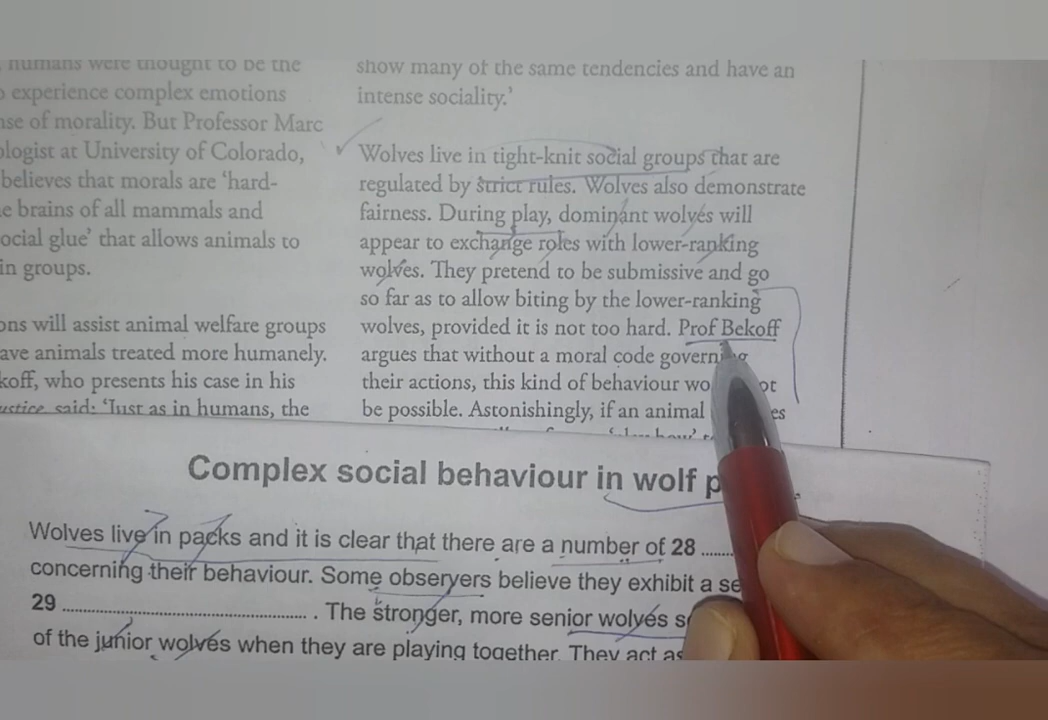 humans were thought to be the
experience complex emotions
of morality. But Professor Marc
at University of Colorado,
believes that morals are ‘hard-
brains of all mammals and
glue’ that allows animals to
in groups.
will assist animal welfare groups
animals treated more humanely.
who presents his case in his
said: ‘Just as in humans, the
show many of the same tendencies and have an
intense sociality.’
Wolves live in tight-knit social groups that are
regulated by strict rules. Wolves also demonstrate
fairness. During play, dominant wolves will
appear to exchange roles with lower-ranking
wolves. They pretend to be submissive and go
so far as to allow biting by the lower-ranking
wolves, provided it is not too hard. Prof Bekoff
argues that without a moral code governing
their actions, this kind of behaviour
be possible. Astonishingly, if an animal
Complex social behaviour in wolf
Wolves live in packs and it is clear that there are a number of 28 ........
concerning their behaviour. Some observers believe they exhibit a
29 .................................................. . The stronger, more senior wolves
of the junior wolves when they are playing together. They act as